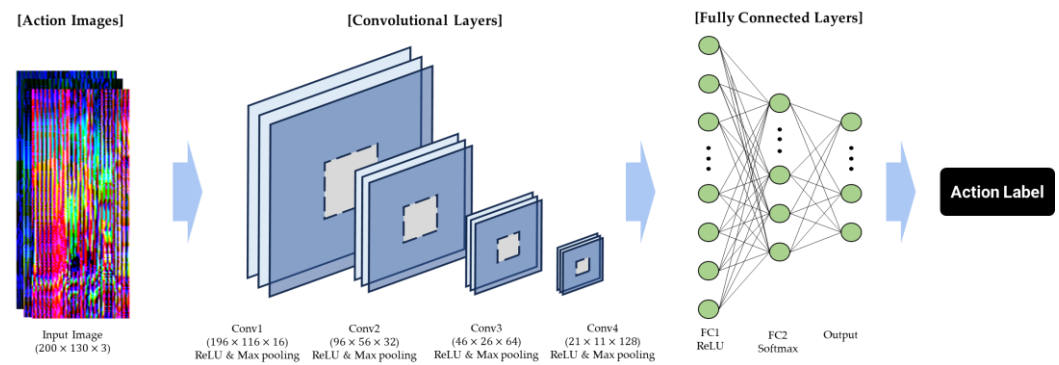 [Action Images]
[Convolutional Layers]
[Fully Connected Layers]
Action Label
Input Image
(200 × 130 × 3)
Conv1
(196 × 116 × 16)
ReLU & Max pooling
Conv2
(96 × 56 × 32)
ReLU & Max pooling
Conv3
(46 × 26 × 64)
ReLU & Max pooling
Conv4
(21 × 11 × 128)
ReLU & Max pooling
FC1
ReLU
FC2
Softmax
Output